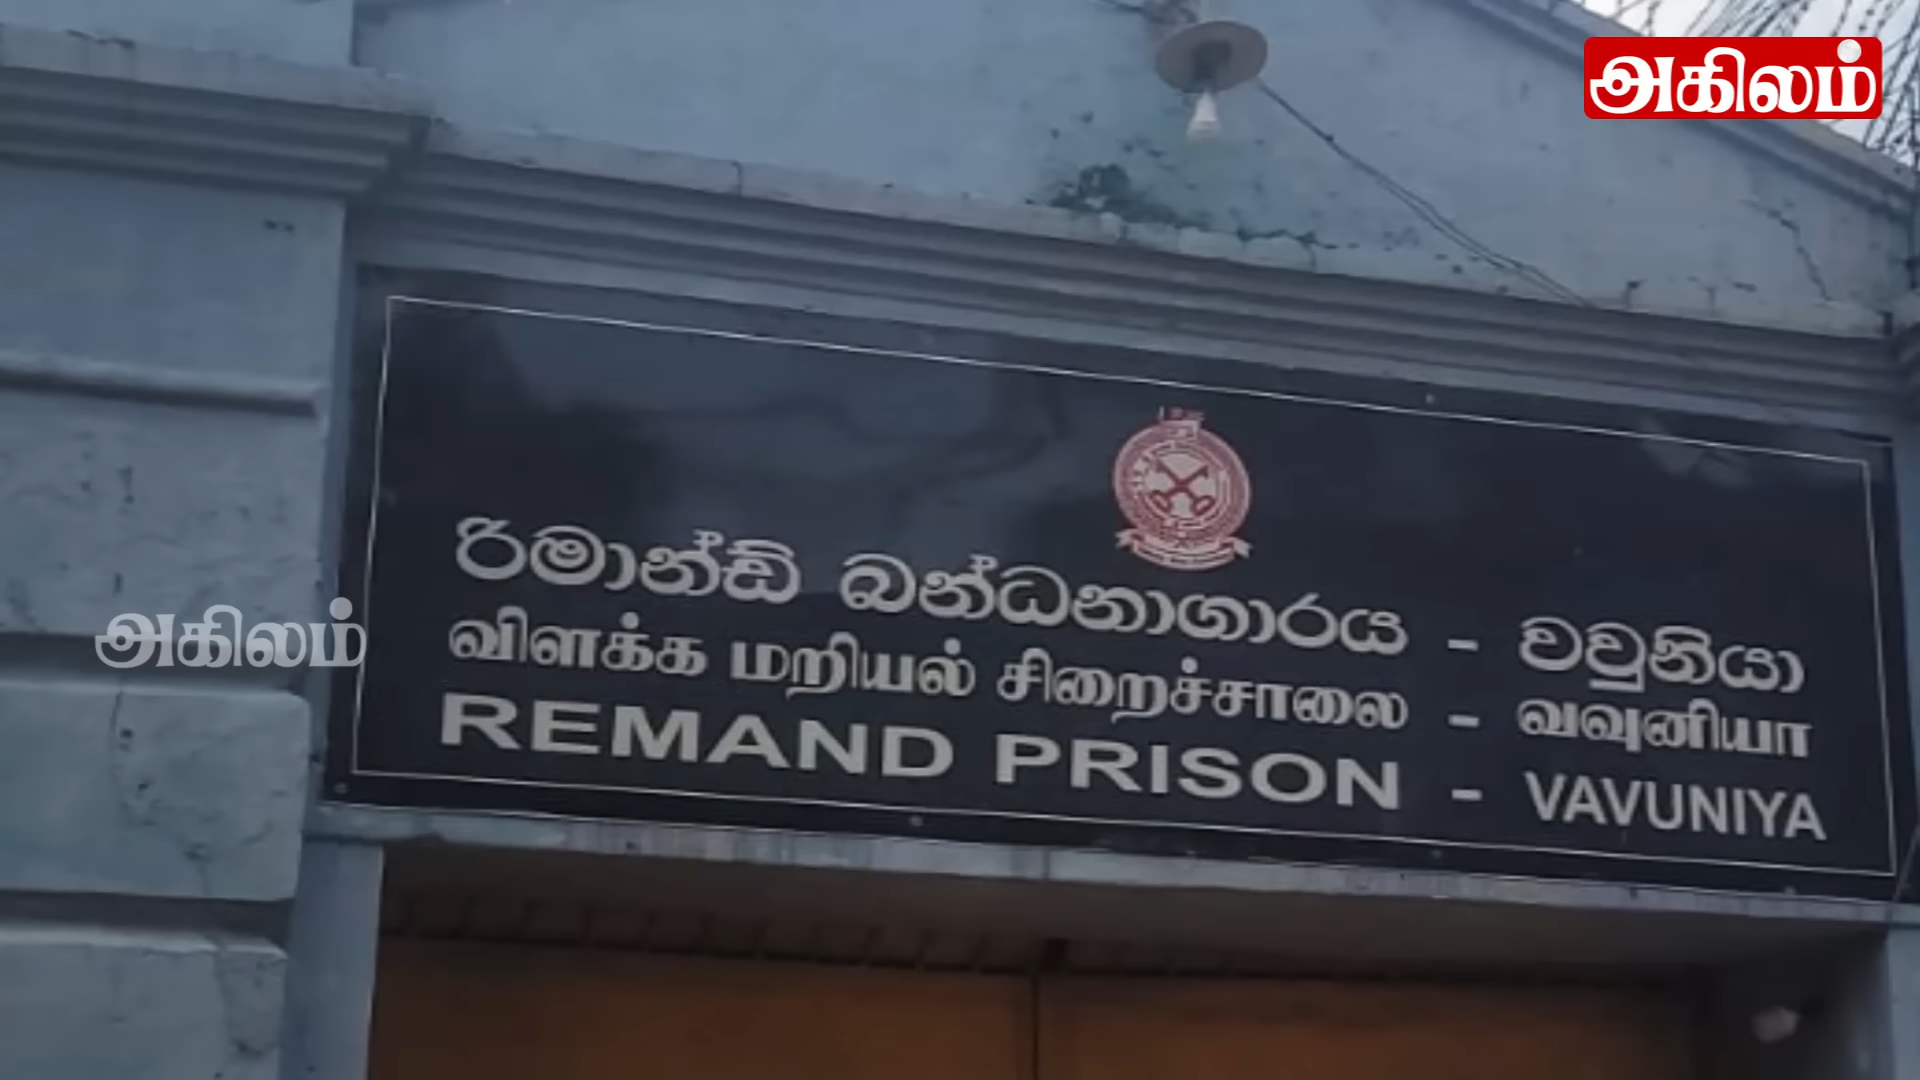 அகிலம்
රිමාන්ඩ් බන්ධනාගාරය - වවුනියා
அகிலம்
விளக்க மறியல் சிறைச்சாலை - வவுனியா
REMAND PRISON - VAVUNIYA